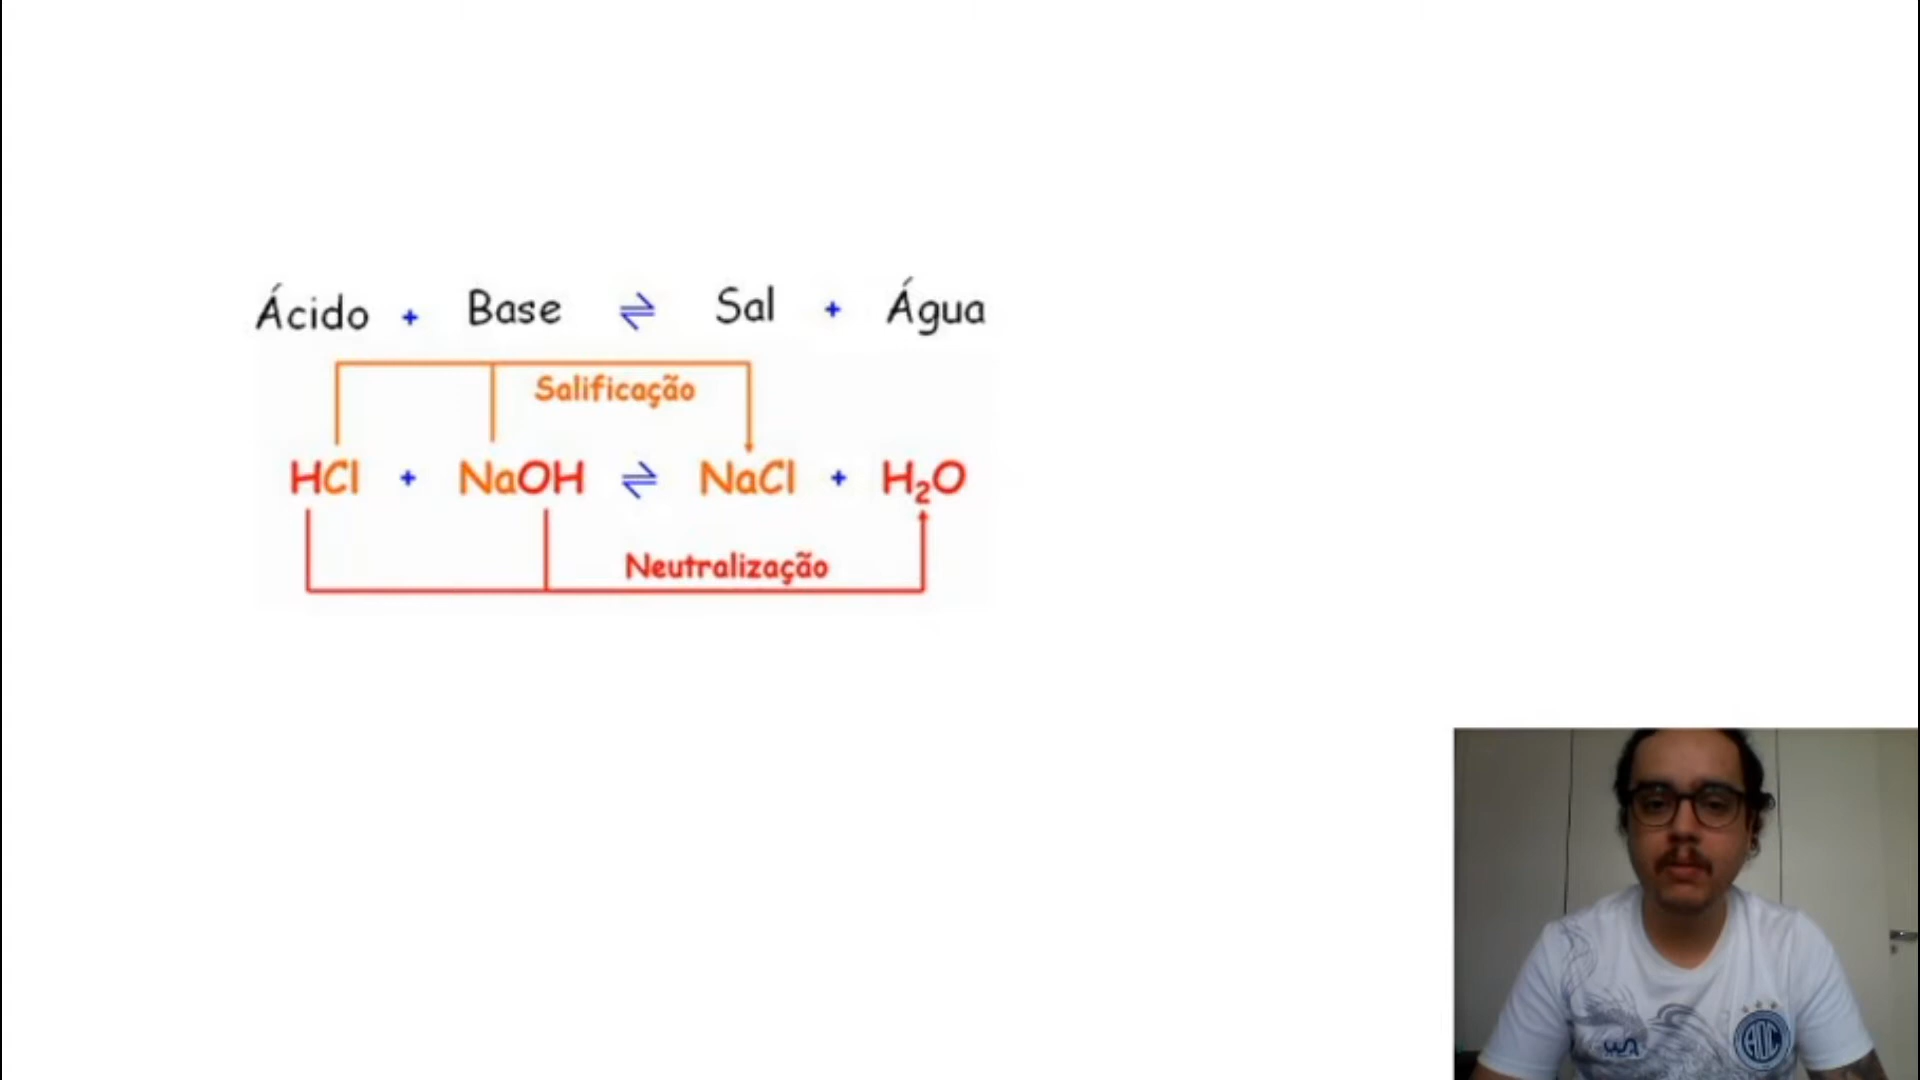 Ácido + Base ⇌ Sal + Água
Salificação
HCl + NaOH ⇌ NaCl + H₂O
Neutralização